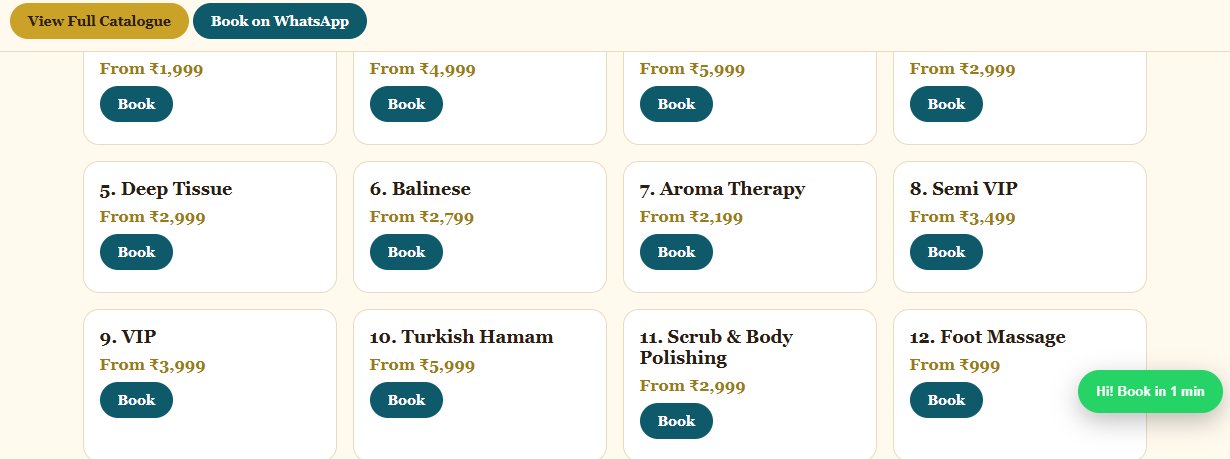 View Full Catalogue
Book on WhatsApp
From ₹1,999
From ₹4,999
From ₹5,999
From ₹2,999
Book
Book
Book
Book
5. Deep Tissue
From ₹2,999
Book
6. Balinese
From ₹2,799
Book
7. Aroma Therapy
From ₹2,199
Book
8. Semi VIP
From ₹3,499
Book
9. VIP
From ₹3,999
Book
10. Turkish Hamam
From ₹5,999
Book
11. Scrub & Body
Polishing
From ₹2,999
Book
12. Foot Massage
From ₹999
Book
Hi! Book in 1 min